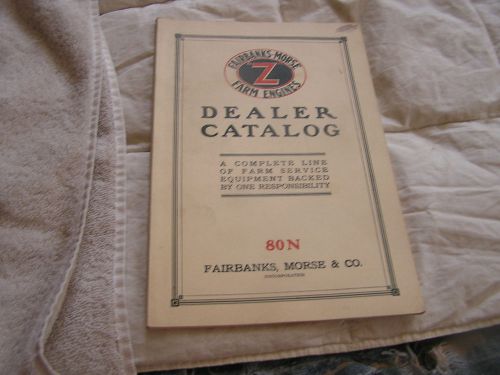 FAIRBANKS-MORSE
Z
FARM ENGINES
DEALER
CATALOG
A COMPLETE LINE
OF FARM SERVICE
EQUIPMENT BACKED
BY ONE RESPONSIBILITY
80N
FAIRBANKS, MORSE & CO.
INCORPORATED